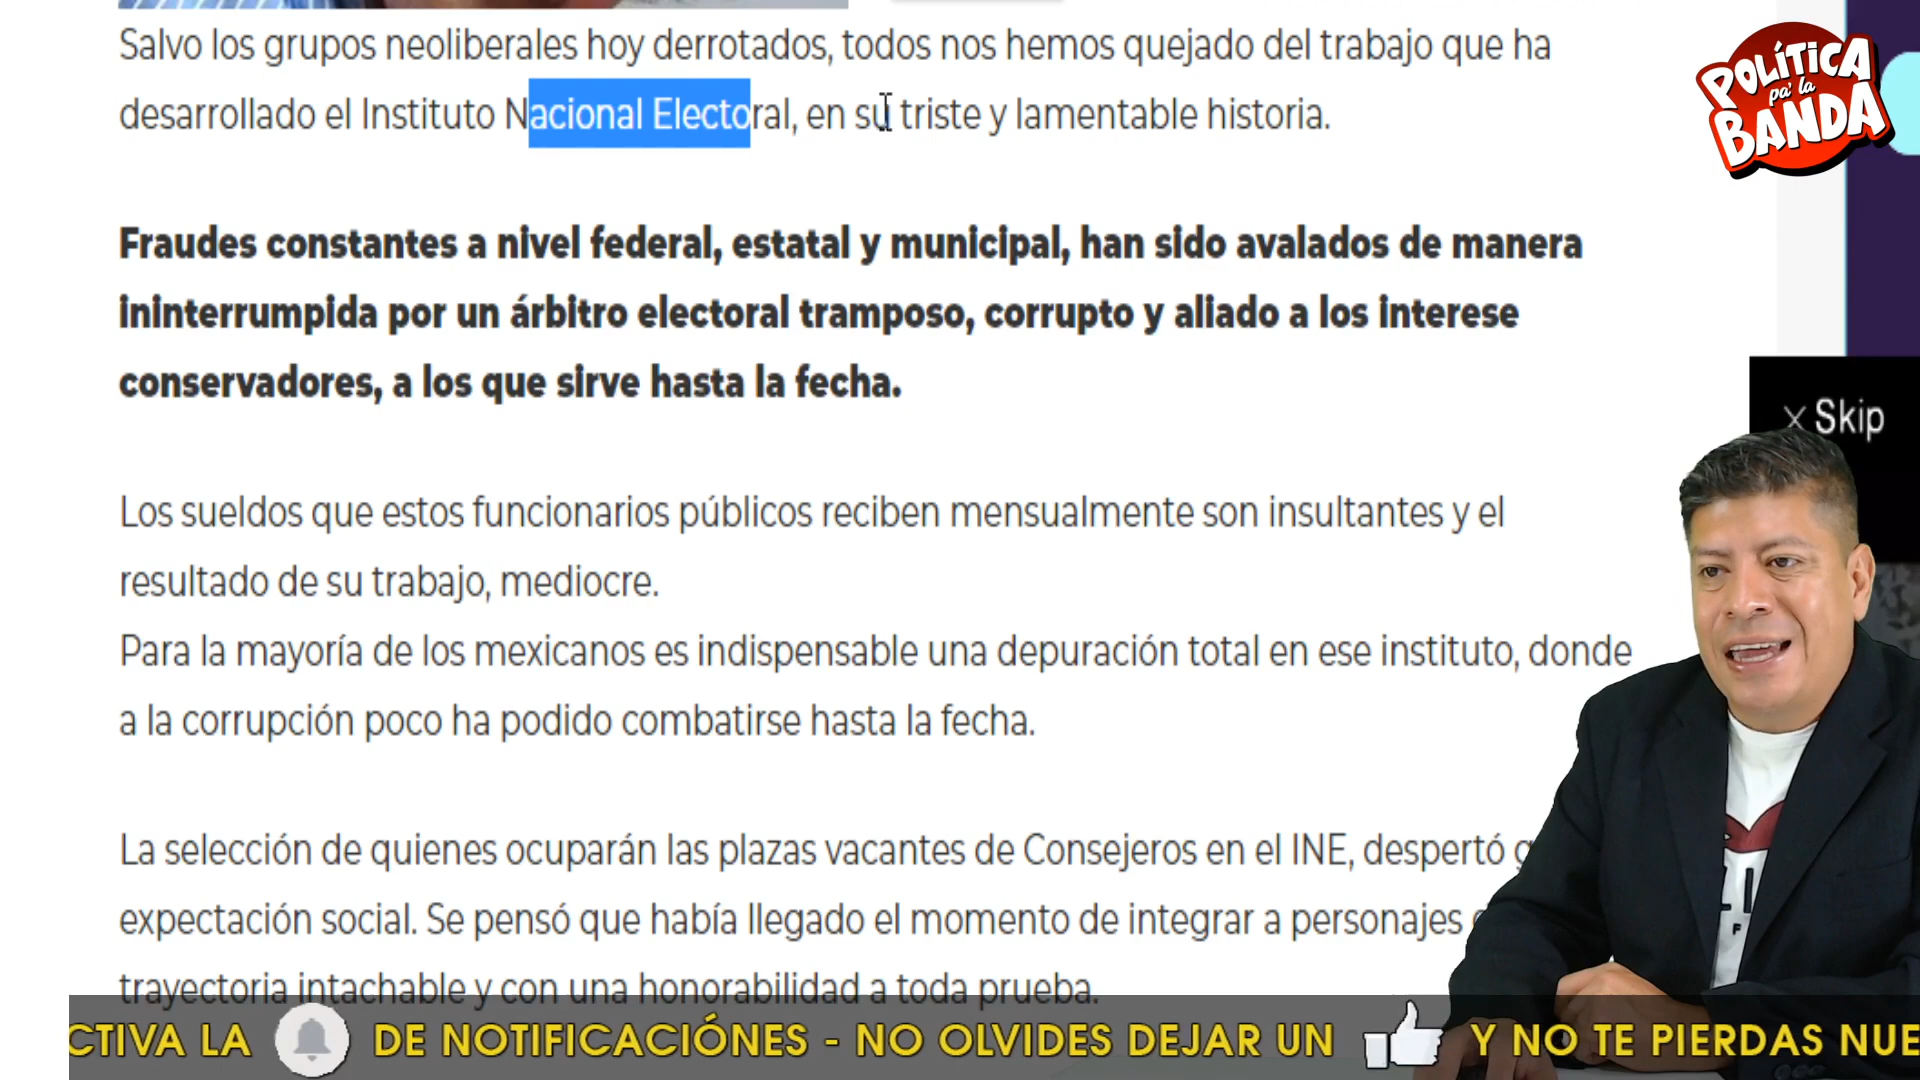 Salvo los grupos neoliberales hoy derrotados, todos nos hemos quejado del trabajo que ha
desarrollado el Instituto Nacional Electoral, en su triste y lamentable historia.
POLÍTICA
pa' la
BANDA
Fraudes constantes a nivel federal, estatal y municipal, han sido avalados de manera
ininterrumpida por un árbitro electoral tramposo, corrupto y aliado a los interese
conservadores, a los que sirve hasta la fecha.
X Skip
Los sueldos que estos funcionarios públicos reciben mensualmente son insultantes y el
resultado de su trabajo, mediocre.
Para la mayoría de los mexicanos es indispensable una depuración total en ese instituto, donde
a la corrupción poco ha podido combatirse hasta la fecha.
La selección de quienes ocuparán las plazas vacantes de Consejeros en el INE, despertó
expectación social. Se pensó que había llegado el momento de integrar a personajes
trayectoria intachable y con una honorabilidad a toda prueba.
CTIVA LA DE NOTIFICACIÓNES - NO OLVIDES DEJAR UN Y NO TE PIERDAS NUE